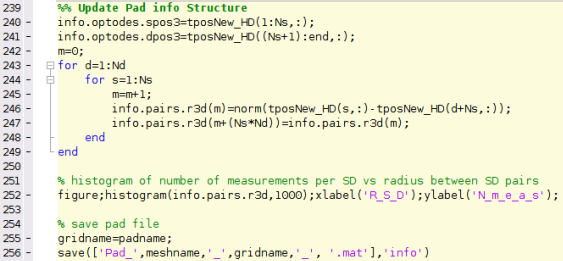 239 %% Update Pad info Structure
240 - info.optodes.spos3=tposNew_HD(1:Ns,:);
241 - info.optodes.dpos3=tposNew_HD((Ns+1):end,:);
242 - m=0;
243 - for d=1:Nd
244 - for s=1:Ns
245 - m=m+1;
246 - info.pairs.r3d(m)=norm(tposNew_HD(s,:)-tposNew_HD(d+Ns,:));
247 - info.pairs.r3d(m+(Ns*Nd))=info.pairs.r3d(m);
248 - end
249 - end
250
251 % histogram of number of measurements per SD vs radius between SD pairs
252 - figure;histogram(info.pairs.r3d,1000);xlabel('R_S_D');ylabel('N_m_e_a_s');
253
254 % save pad file
255 - gridname=padname;
256 - save(['Pad_',meshname,'_',gridname,'_', '.mat'],'info')